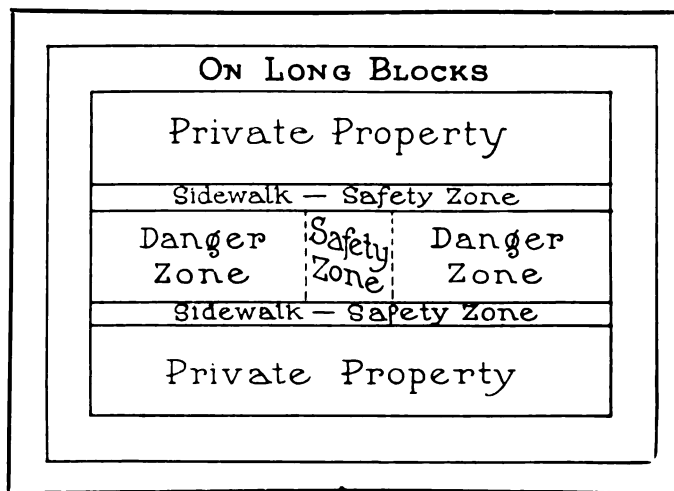 On Long Blocks
Private Property
Sidewalk — Safety Zone
Danger Zone
Safety Zone
Danger Zone
Sidewalk — Safety Zone
Private Property